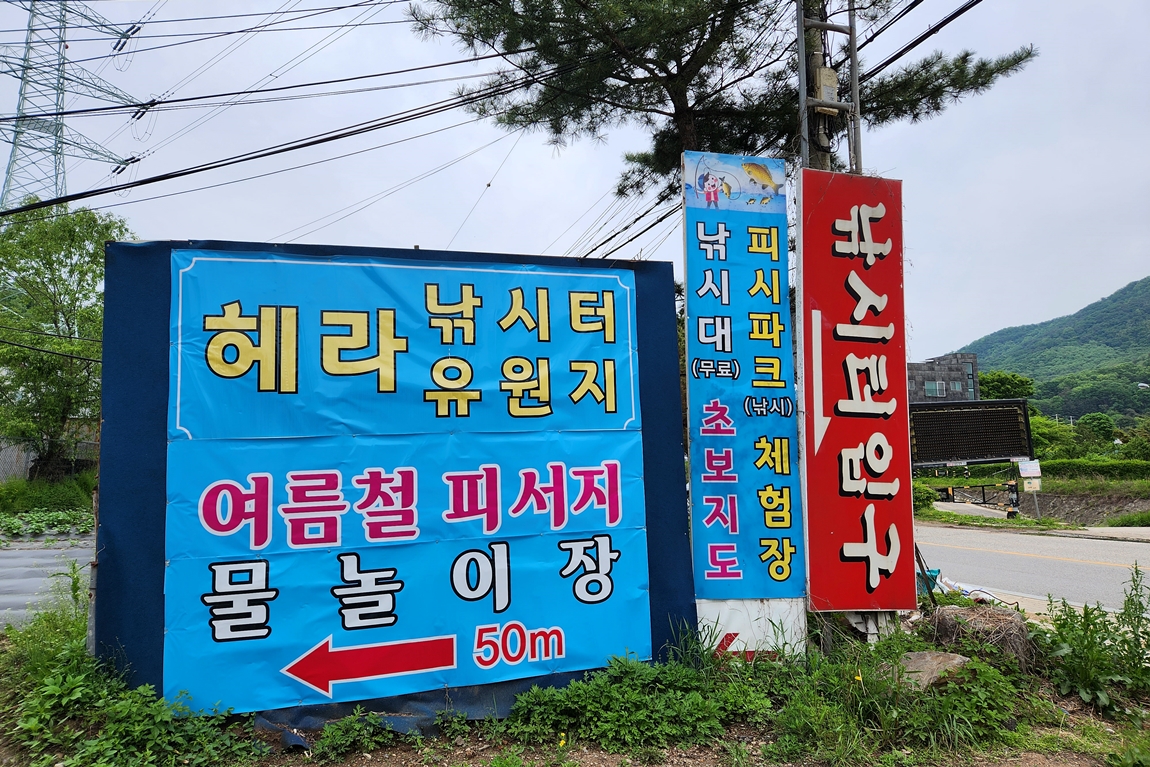 헤라 낚시터
유원지
여름철 피서지
물놀이장
50m
피시파크(낚시) 체험장
낚시대(무료) 초보지도
낚시터입구